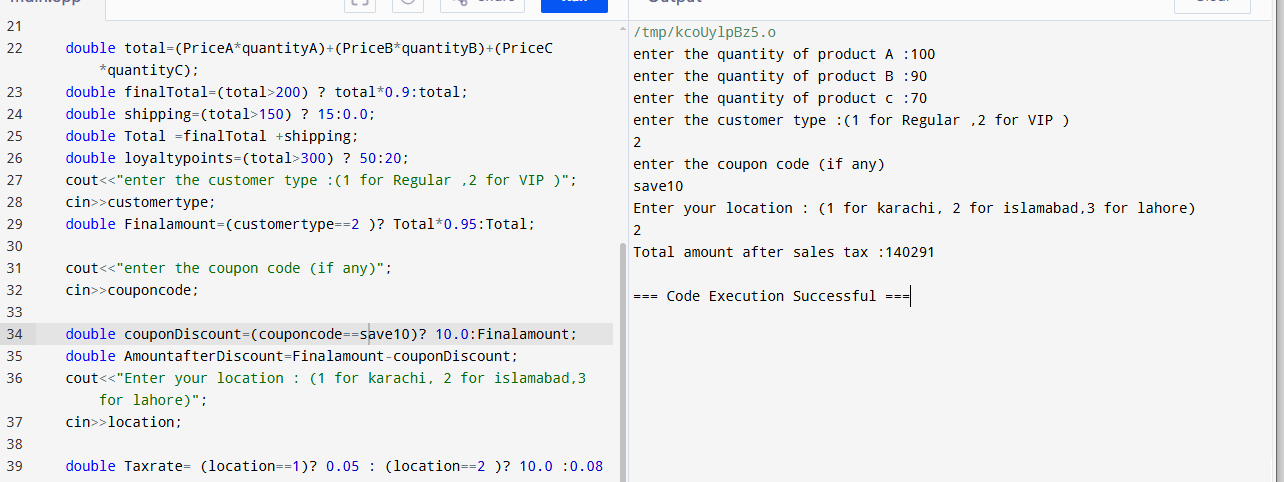 Clear
21
22 double total=(PriceA*quantityA)+(PriceB*quantityB)+(PriceC
*quantityC);
23 double finalTotal=(total>200) ? total*0.9:total;
24 double shipping=(total>150) ? 15:0.0;
25 double Total =finalTotal +shipping;
26 double loyaltypoints=(total>300) ? 50:20;
27 cout<<"enter the customer type :(1 for Regular ,2 for VIP )";
28 cin>>customertype;
29 double Finalamount=(customertype==2 )? Total*0.95:Total;
30
31 cout<<"enter the coupon code (if any)";
32 cin>>couponcode;
33
34 double couponDiscount=(couponcode==save10)? 10.0:Finalamount;
35 double AmountafterDiscount=Finalamount-couponDiscount;
36 cout<<"Enter your location : (1 for karachi, 2 for islamabad,3
for lahore)";
37 cin>>location;
38
39 double Taxrate= (location==1)? 0.05 : (location==2 )? 10.0 :0.08
/tmp/kcoUylpBz5.o
enter the quantity of product A :100
enter the quantity of product B :90
enter the quantity of product c :70
enter the customer type :(1 for Regular ,2 for VIP )
2
enter the coupon code (if any)
save10
Enter your location : (1 for karachi, 2 for islamabad,3 for lahore)
2
Total amount after sales tax :140291
=== Code Execution Successful ===